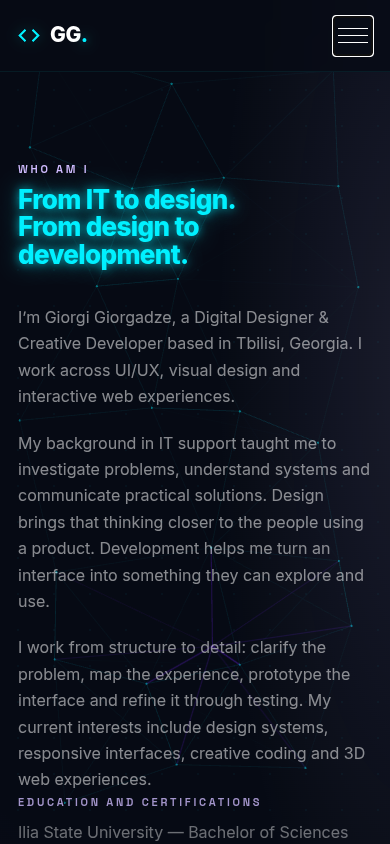 <> GG.
WHO AM I
From IT to design.
From design to
development.
I'm Giorgi Giorgadze, a Digital Designer &
Creative Developer based in Tbilisi, Georgia. I
work across UI/UX, visual design and
interactive web experiences.
My background in IT support taught me to
investigate problems, understand systems and
communicate practical solutions. Design
brings that thinking closer to the people using
a product. Development helps me turn an
interface into something they can explore and
use.
I work from structure to detail: clarify the
problem, map the experience, prototype the
interface and refine it through testing. My
current interests include design systems,
responsive interfaces, creative coding and 3D
web experiences.
EDUCATION AND CERTIFICATIONS
Ilia State University — Bachelor of Sciences